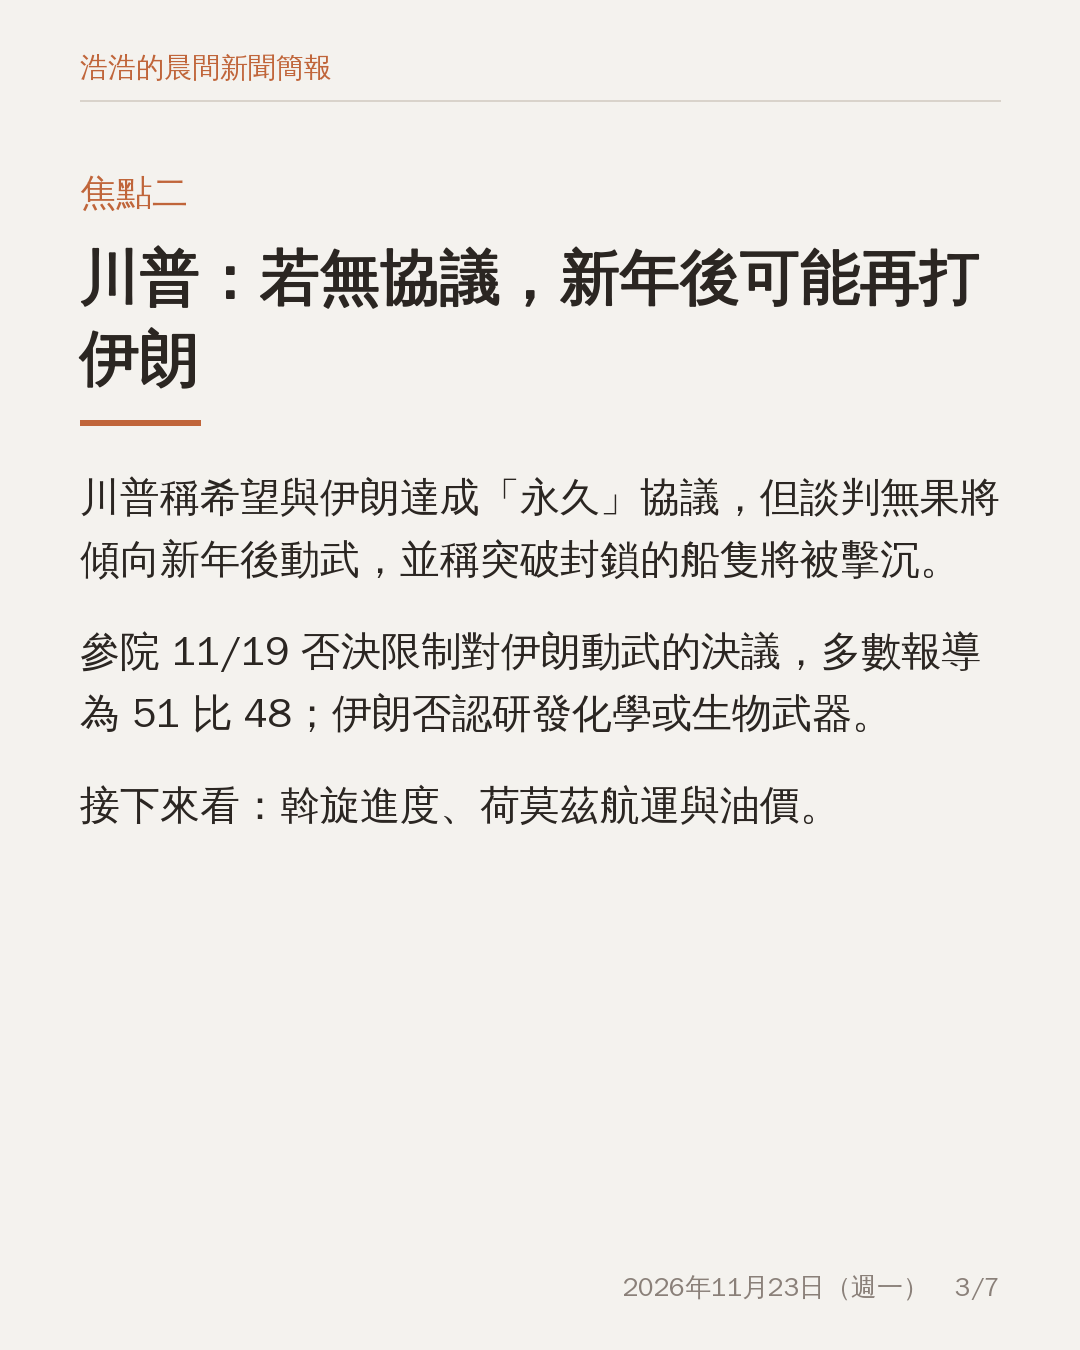 浩浩的晨間新聞簡報
焦點二
川普：若無協議，新年後可能再打
伊朗
川普稱希望與伊朗達成「永久」協議，但談判無果將
傾向新年後動武，並稱突破封鎖的船隻將被擊沉。
參院 11/19 否決限制對伊朗動武的決議，多數報導
為 51 比 48；伊朗否認研發化學或生物武器。
接下來看：斡旋進度、荷莫茲航運與油價。
2026年11月23日（週一） 3/7